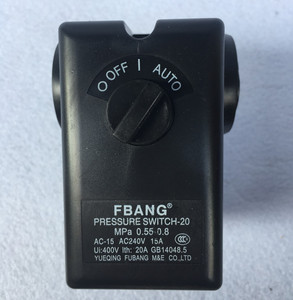 O OFF | AUTO
FBANG®
PRESSURE SWITCH-20
MPa 0.55-0.8
AC-15 AC240V 15A
Ui:400V Ith: 20A GB14048.5
YUEQING FUBANG M&E CO., LTD